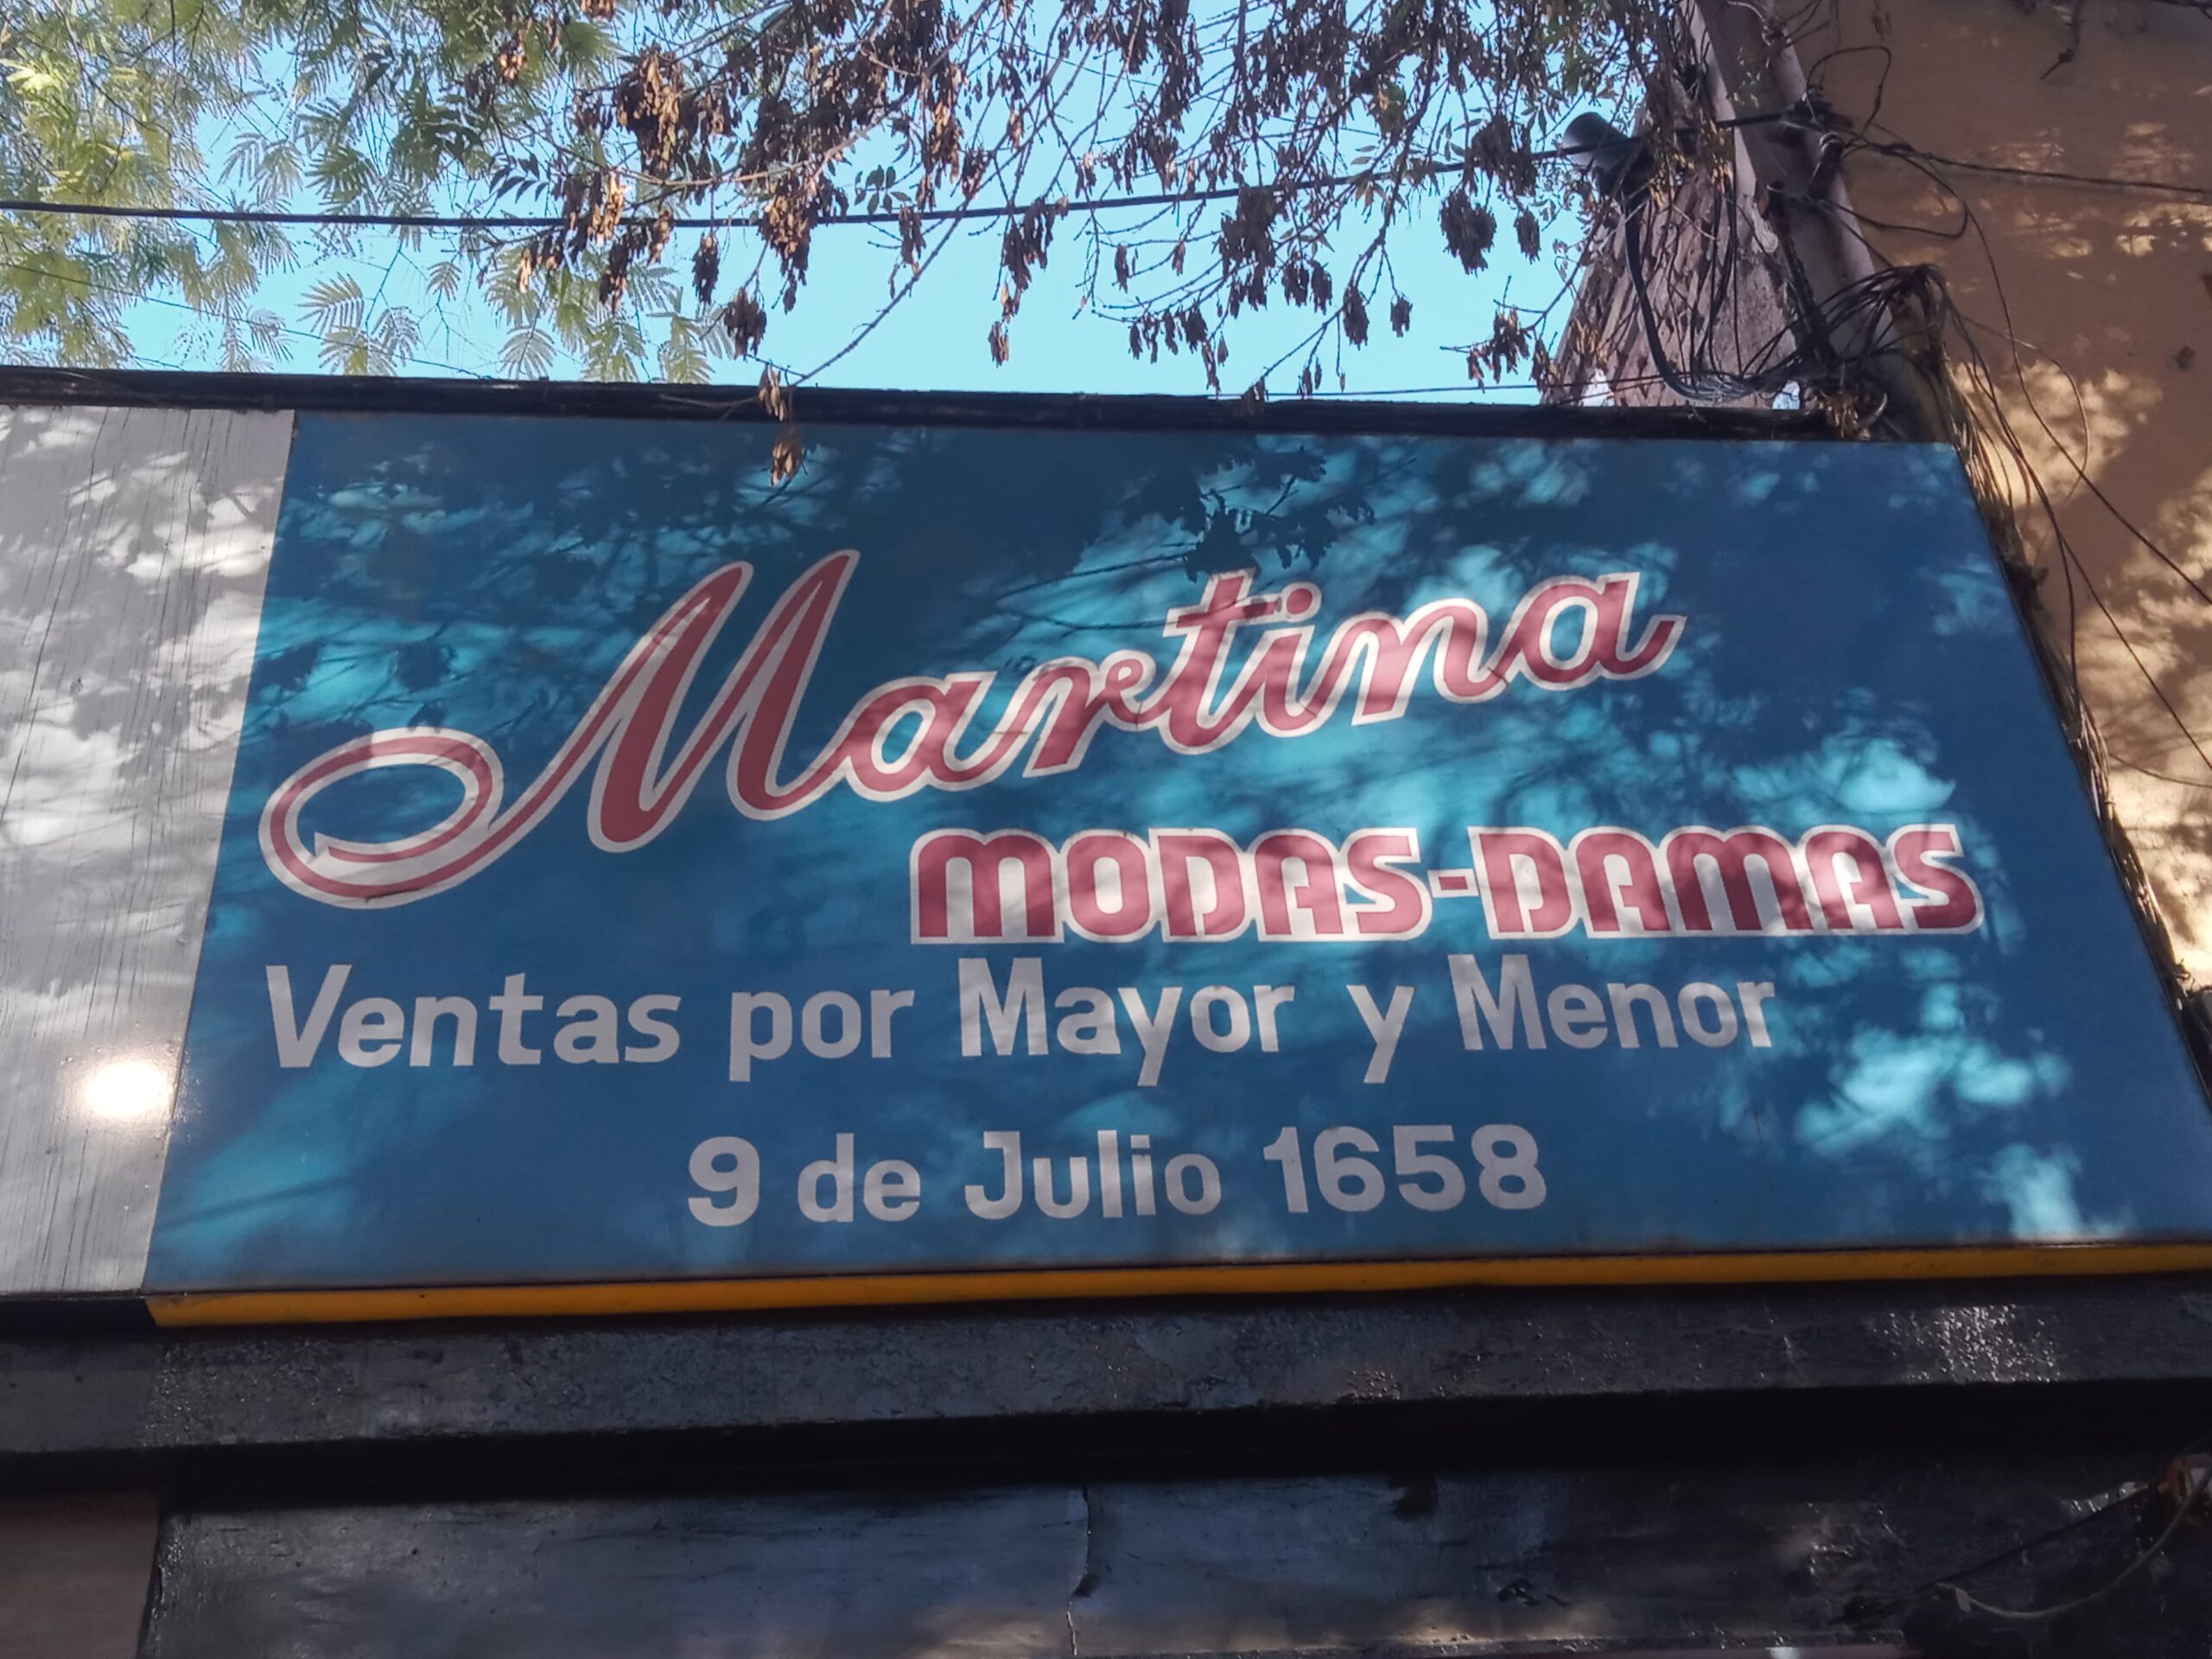 Martina
MODAS-DAMAS
Ventas por Mayor y Menor
9 de Julio 1658